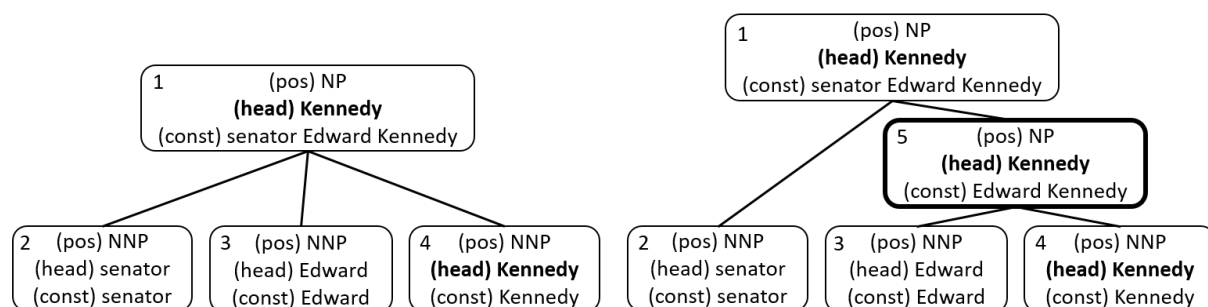 1 (pos) NP
(head) Kennedy
(const) senator Edward Kennedy
2 (pos) NNP
(head) senator
(const) senator
3 (pos) NNP
(head) Edward
(const) Edward
4 (pos) NNP
(head) Kennedy
(const) Kennedy
1 (pos) NP
(head) Kennedy
(const) senator Edward Kennedy
5 (pos) NP
(head) Kennedy
(const) Edward Kennedy
2 (pos) NNP
(head) senator
(const) senator
3 (pos) NNP
(head) Edward
(const) Edward
4 (pos) NNP
(head) Kennedy
(const) Kennedy